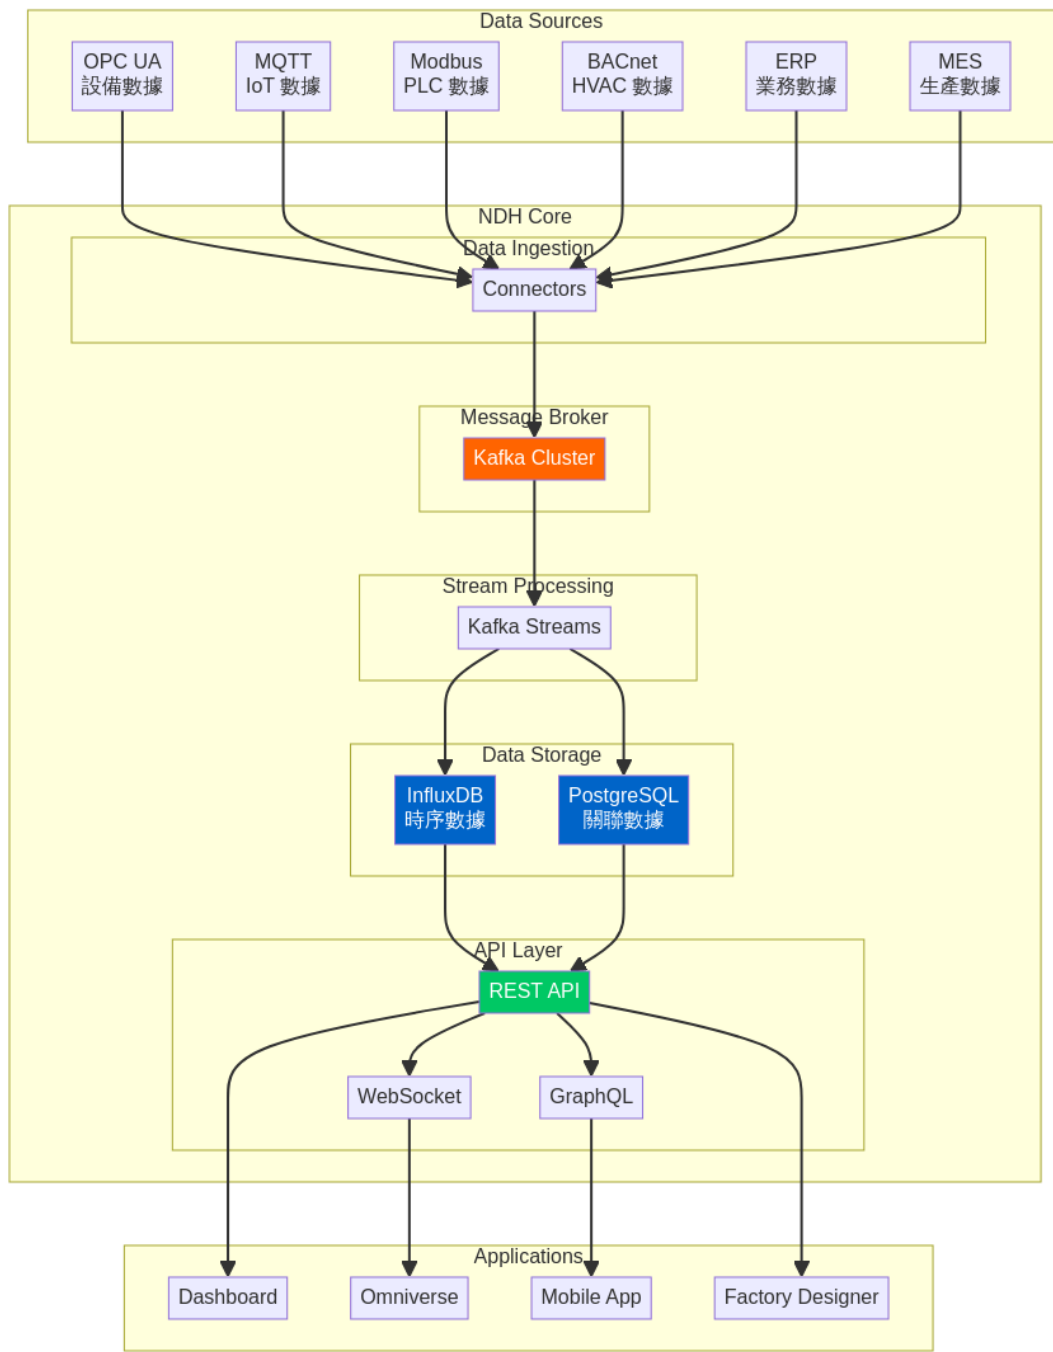 Data Sources
OPC UA
設備數據
MQTT
IoT 數據
Modbus
PLC 數據
BACnet
HVAC 數據
ERP
業務數據
MES
生產數據
NDH Core
Data Ingestion
Connectors
Message Broker
Kafka Cluster
Stream Processing
Kafka Streams
Data Storage
InfluxDB
時序數據
PostgreSQL
關聯數據
API Layer
REST API
WebSocket
GraphQL
Applications
Dashboard
Omniverse
Mobile App
Factory Designer